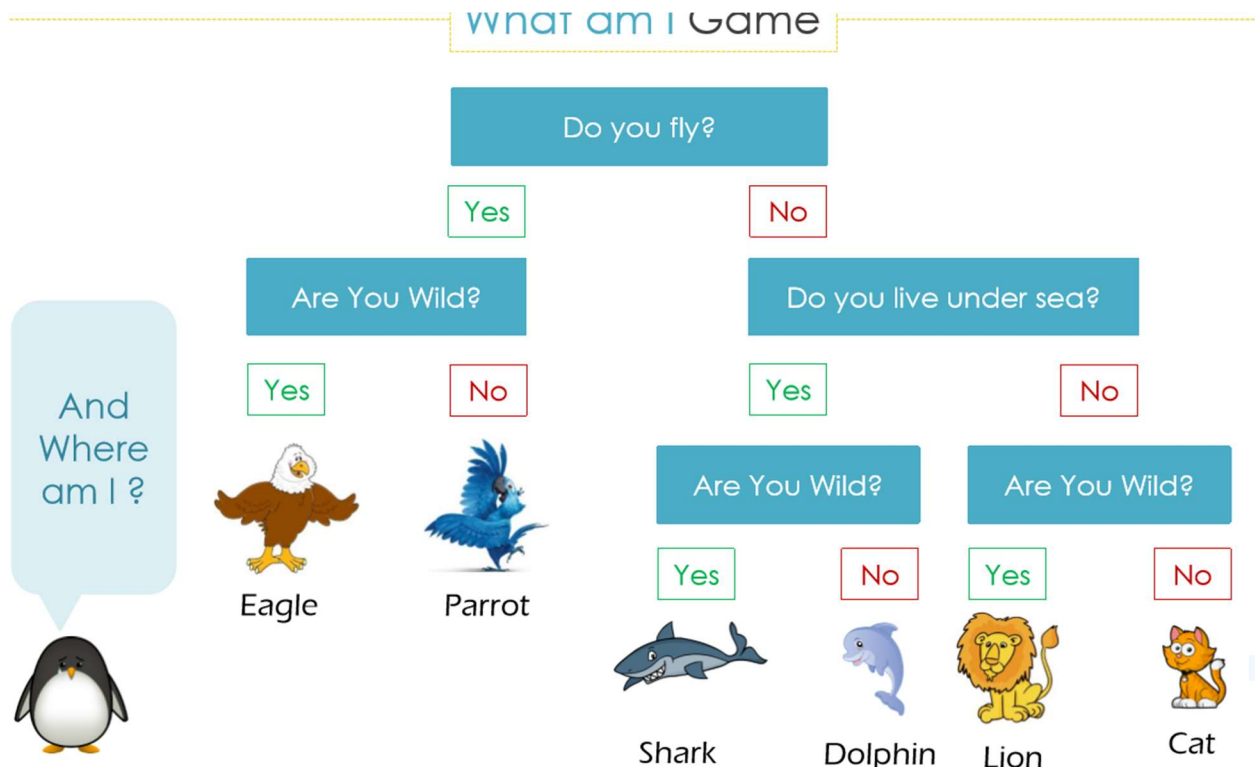 What am I Game
Do you fly?
Yes
No
Are You Wild?
Do you live under sea?
Yes
No
Yes
No
And
Where
am I ?
Are You Wild?
Are You Wild?
Yes
No
Yes
No
Eagle
Parrot
Shark
Dolphin
Lion
Cat